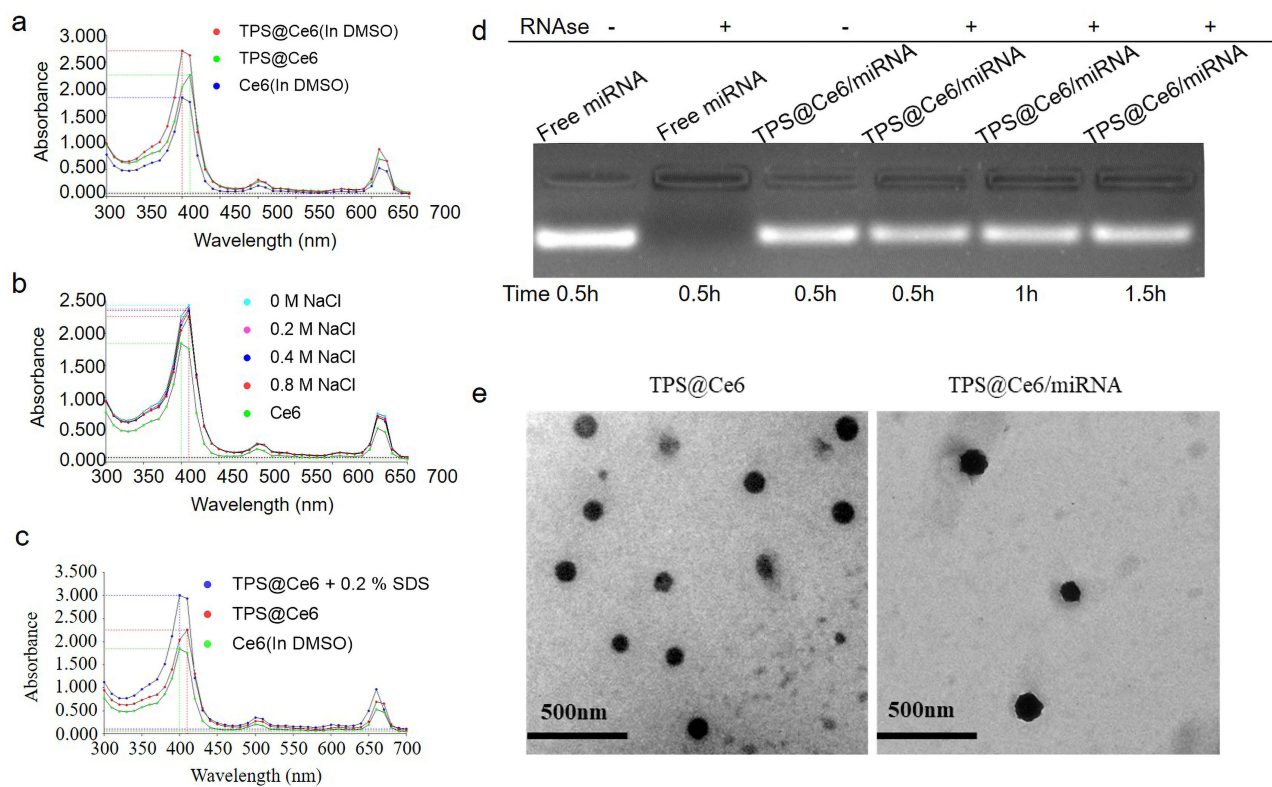 a
3.000
2.500
2.000
1.500
1.000
0.500
0.000
Absorbance
TPS@Ce6(In DMSO)
TPS@Ce6
Ce6(In DMSO)
300 350 400 450 500 550 600 650 700
Wavelength (nm)
b
2.500
2.000
1.500
1.000
0.500
0.000
Absorbance
0 M NaCl
0.2 M NaCl
0.4 M NaCl
0.8 M NaCl
Ce6
300 350 400 450 500 550 600 650 700
Wavelength (nm)
c
3.500
3.000
2.500
2.000
1.500
1.000
0.500
0.000
Absorbance
TPS@Ce6 + 0.2 % SDS
TPS@Ce6
Ce6(In DMSO)
300 350 400 450 500 550 600 650 700
Wavelength (nm)
d
RNAse - + - + + +
Free miRNA
Free miRNA
TPS@Ce6/miRNA
TPS@Ce6/miRNA
TPS@Ce6/miRNA
TPS@Ce6/miRNA
Time 0.5h 0.5h 0.5h 0.5h 1h 1.5h
e
TPS@Ce6
TPS@Ce6/miRNA
500nm
500nm